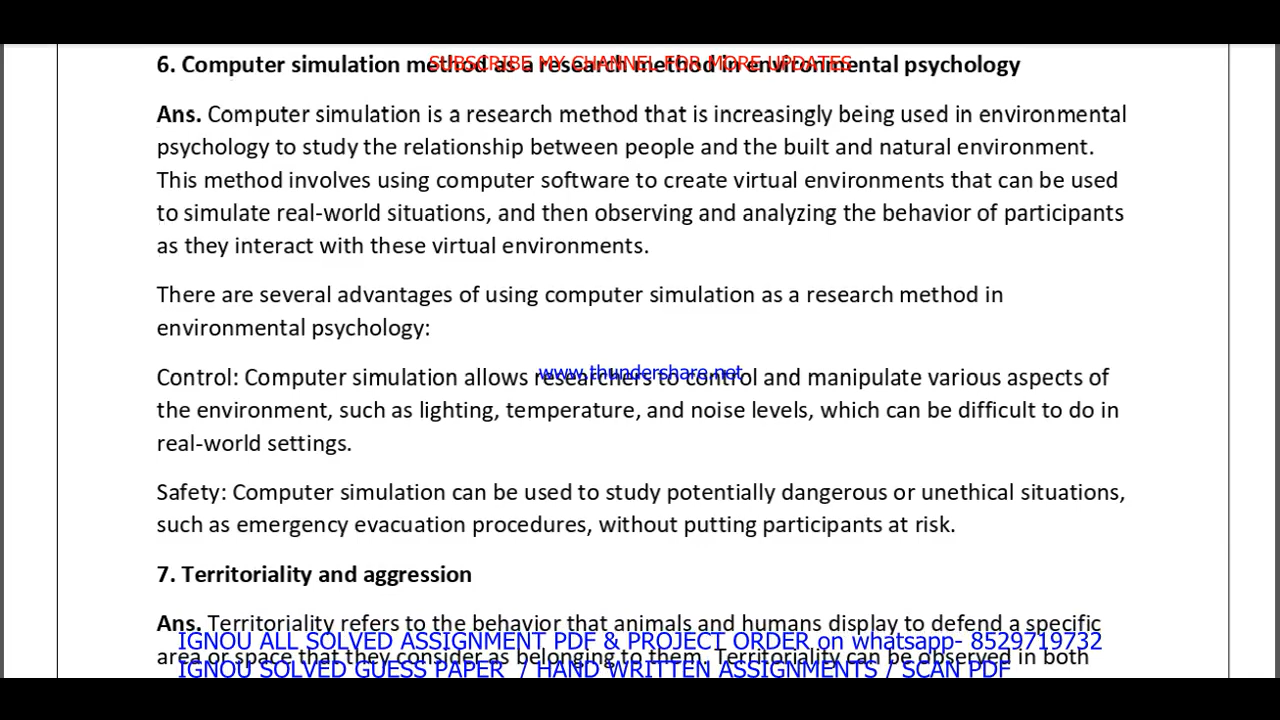 SUBSCRIBE MY CHANNEL FOR MORE UPDATES
6. Computer simulation method as a research method in environmental psychology
Ans. Computer simulation is a research method that is increasingly being used in environmental
psychology to study the relationship between people and the built and natural environment.
This method involves using computer software to create virtual environments that can be used
to simulate real-world situations, and then observing and analyzing the behavior of participants
as they interact with these virtual environments.
There are several advantages of using computer simulation as a research method in
environmental psychology:
www.thundershare.net
Control: Computer simulation allows researchers to control and manipulate various aspects of
the environment, such as lighting, temperature, and noise levels, which can be difficult to do in
real-world settings.
Safety: Computer simulation can be used to study potentially dangerous or unethical situations,
such as emergency evacuation procedures, without putting participants at risk.
7. Territoriality and aggression
Ans. Territoriality refers to the behavior that animals and humans display to defend a specific
IGNOU ALL SOLVED ASSIGNMENT PDF & PROJECT ORDER on whatsapp- 8529719732
area or space that they consider as belonging to them. Territoriality can be observed in both
IGNOU SOLVED GUESS PAPER / HAND WRITTEN ASSIGNMENTS / SCAN PDF